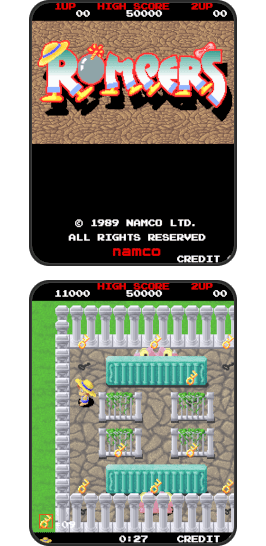 1UP HIGH SCORE 2UP
00 50000 00
ROMPERS
© 1989 NAMCO LTD.
ALL RIGHTS RESERVED
namco
CREDIT
1UP HIGH SCORE 2UP
11000 50000 00
0:27 CREDIT